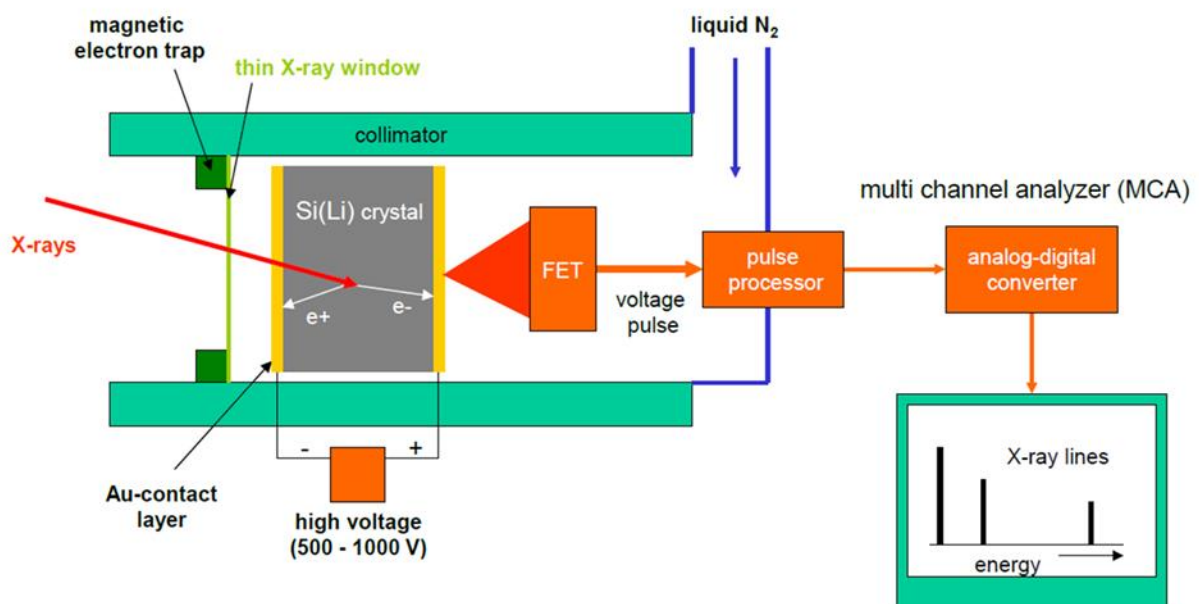 magnetic
electron trap
thin X-ray window
liquid N₂
collimator
multi channel analyzer (MCA)
Si(Li) crystal
X-rays
e+
e-
FET
voltage
pulse
pulse
processor
analog-digital
converter
- +
Au-contact
layer
high voltage
(500 - 1000 V)
X-ray lines
energy